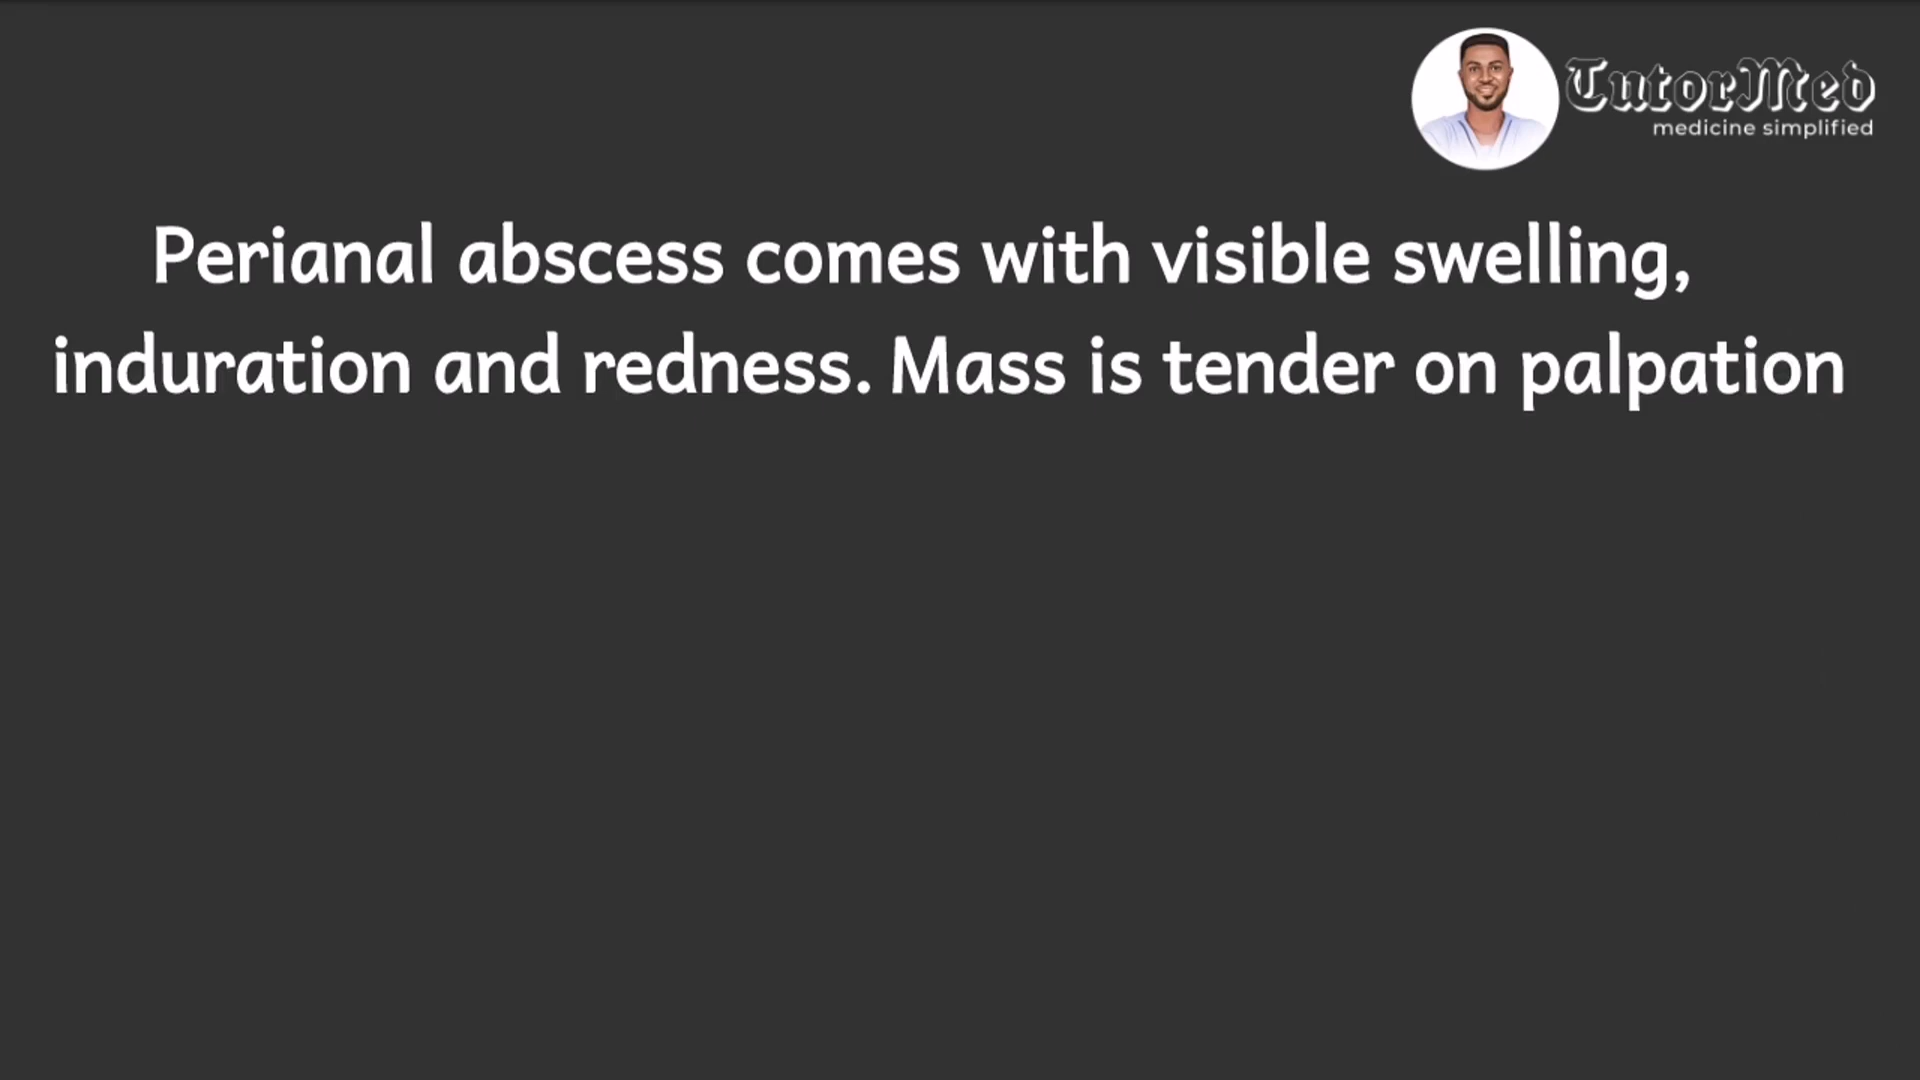 TutorMed
medicine simplified
Perianal abscess comes with visible swelling,
induration and redness. Mass is tender on palpation